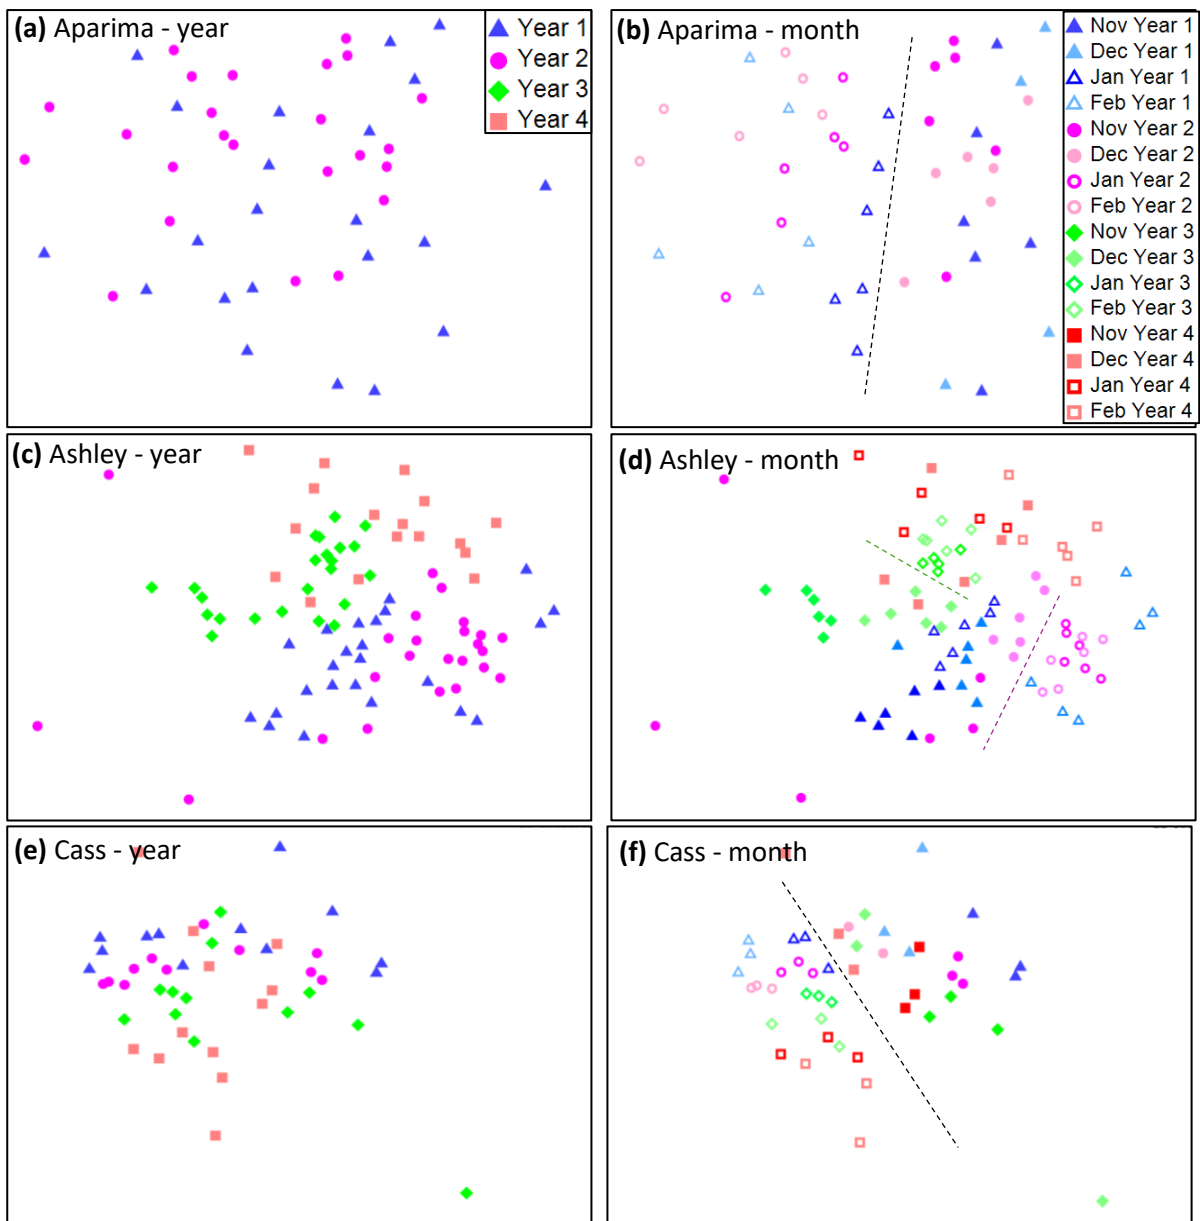 (a) Aparima - year
Year 1
Year 2
Year 3
Year 4
(b) Aparima - month
Nov Year 1
Dec Year 1
Jan Year 1
Feb Year 1
Nov Year 2
Dec Year 2
Jan Year 2
Feb Year 2
Nov Year 3
Dec Year 3
Jan Year 3
Feb Year 3
Nov Year 4
Dec Year 4
Jan Year 4
Feb Year 4
(c) Ashley - year
(d) Ashley - month
(e) Cass - year
(f) Cass - month